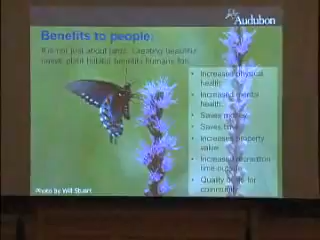 Audubon
Benefits to people:
It is not just about birds. Creating beautiful
native plant habitat benefits humans too.
• Increased physical
health
• Increased mental
health
• Saves money
• Saves time
• Increases property
value
• Increased recreation
time outside
• Quality of life for
community
Photo by Will Stuart